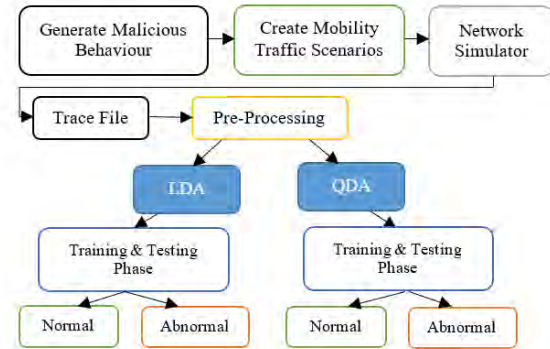 Generate Malicious
Behaviour
Create Mobility
Traffic Scenarios
Network
Simulator
Trace File
Pre-Processing
LDA
QDA
Training & Testing
Phase
Training & Testing
Phase
Normal
Abnormal
Normal
Abnormal